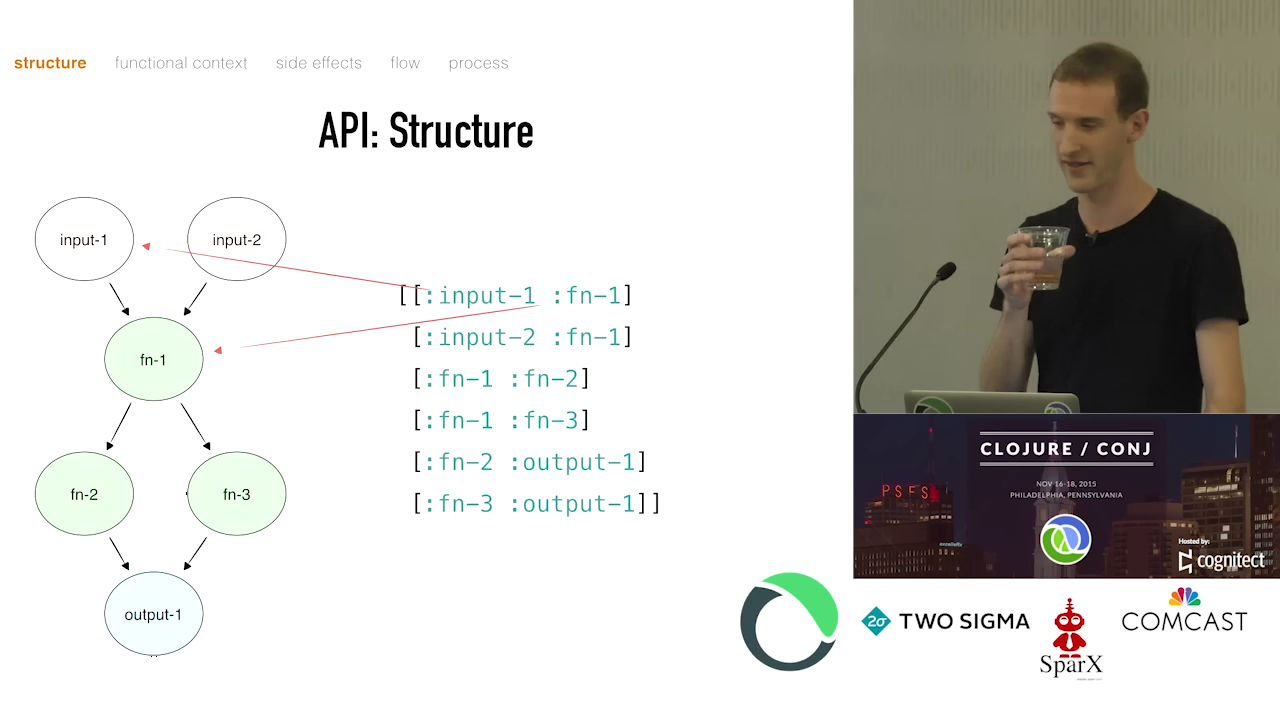 structure functional context side effects flow process
API: Structure
input-1 input-2
fn-1
fn-2 fn-3
output-1
[[:input-1 :fn-1]
[:input-2 :fn-1]
[:fn-1 :fn-2]
[:fn-1 :fn-3]
[:fn-2 :output-1]
[:fn-3 :output-1]]
CLOJURE / CONJ
NOV 16-18, 2015
PHILADELPHIA, PENNSYLVANIA
PSFS
Hosted by:
cognitect
2σ TWO SIGMA
SparX
COMCAST